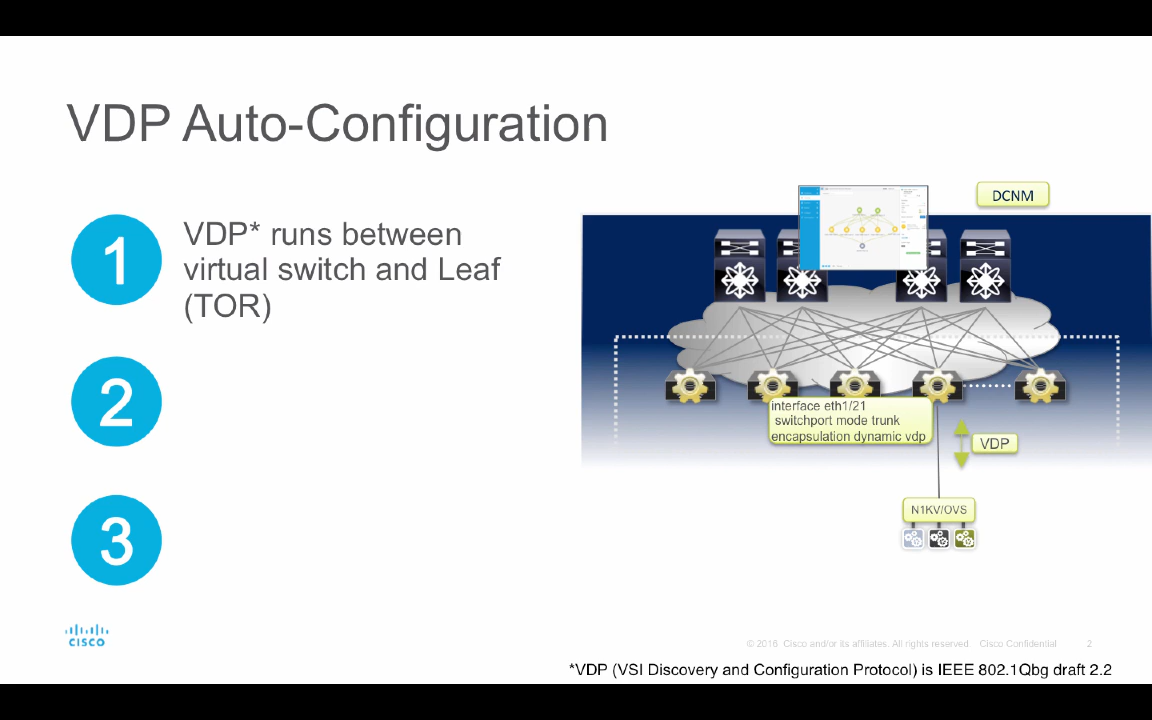 VDP Auto-Configuration
1
VDP* runs between
virtual switch and Leaf
(TOR)
2
3
DCNM
interface eth1/21
switchport mode trunk
encapsulation dynamic vdp
VDP
N1KV/OVS
CISCO
© 2016 Cisco and/or its affiliates. All rights reserved Cisco Confidential 2
*VDP (VSI Discovery and Configuration Protocol) is IEEE 802.1Qbg draft 2.2